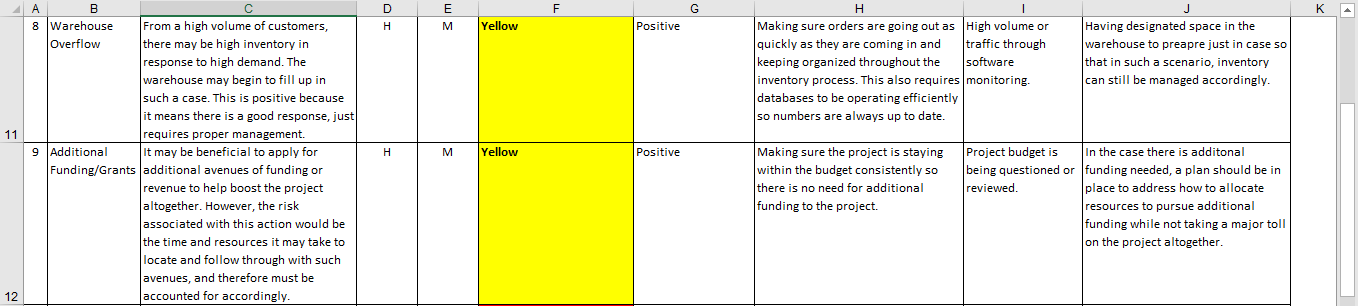 A B C D E F G H I J K
8 Warehouse Overflow From a high volume of customers, there may be high inventory in response to high demand. The warehouse may begin to fill up in such a case. This is positive because it means there is a good response, just requires proper management. H M Yellow Positive Making sure orders are going out as quickly as they are coming in and keeping organized throughout the inventory process. This also requires databases to be operating efficiently so numbers are always up to date. High volume or traffic through software monitoring. Having designated space in the warehouse to preapre just in case so that in such a scenario, inventory can still be managed accordingly.
11
9 Additional Funding/Grants It may be beneficial to apply for additional avenues of funding or revenue to help boost the project altogether. However, the risk associated with this action would be the time and resources it may take to locate and follow through with such avenues, and therefore must be accounted for accordingly. H M Yellow Positive Making sure the project is staying within the budget consistently so there is no need for additional funding to the project. Project budget is being questioned or reviewed. In the case there is additonal funding needed, a plan should be in place to address how to allocate resources to pursue additional funding while not taking a major toll on the project altogether.
12